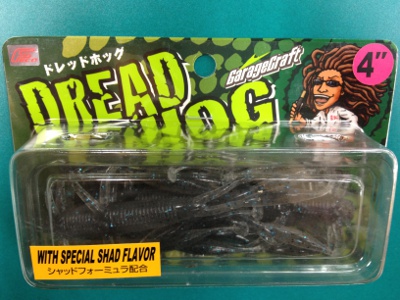 ドレッドホッグ
DREAD
HOG
GarageCraft
4"
WITH SPECIAL SHAD FLAVOR
シャッドフォーミュラ配合